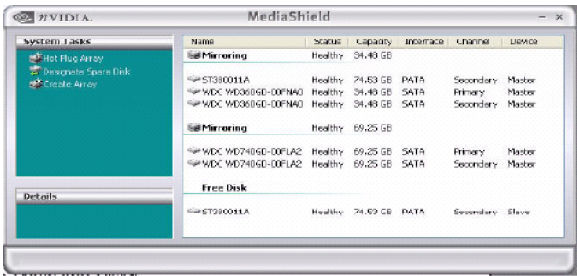 nVIDIA.
MediaShield
System Tasks
Hot Plug Array
Designate Spare Disk
Create Array
Details
Name Status Capacity Interface Channel Device
Mirroring Healthy 34.48 GB
ST380011A Healthy 74.53 GB PATA Secondary Master
WDC WD360GD-00FNA0 Healthy 34.48 GB SATA Primary Master
WDC WD360GD-00FNA0 Healthy 34.48 GB SATA Secondary Master
Mirroring Healthy 69.25 GB
WDC WD740GD-00FLA2 Healthy 69.25 GB SATA Primary Master
WDC WD740GD-00FLA2 Healthy 69.25 GB SATA Secondary Master
Free Disk
ST380011A Healthy 74.53 GB PATA Secondary Slave